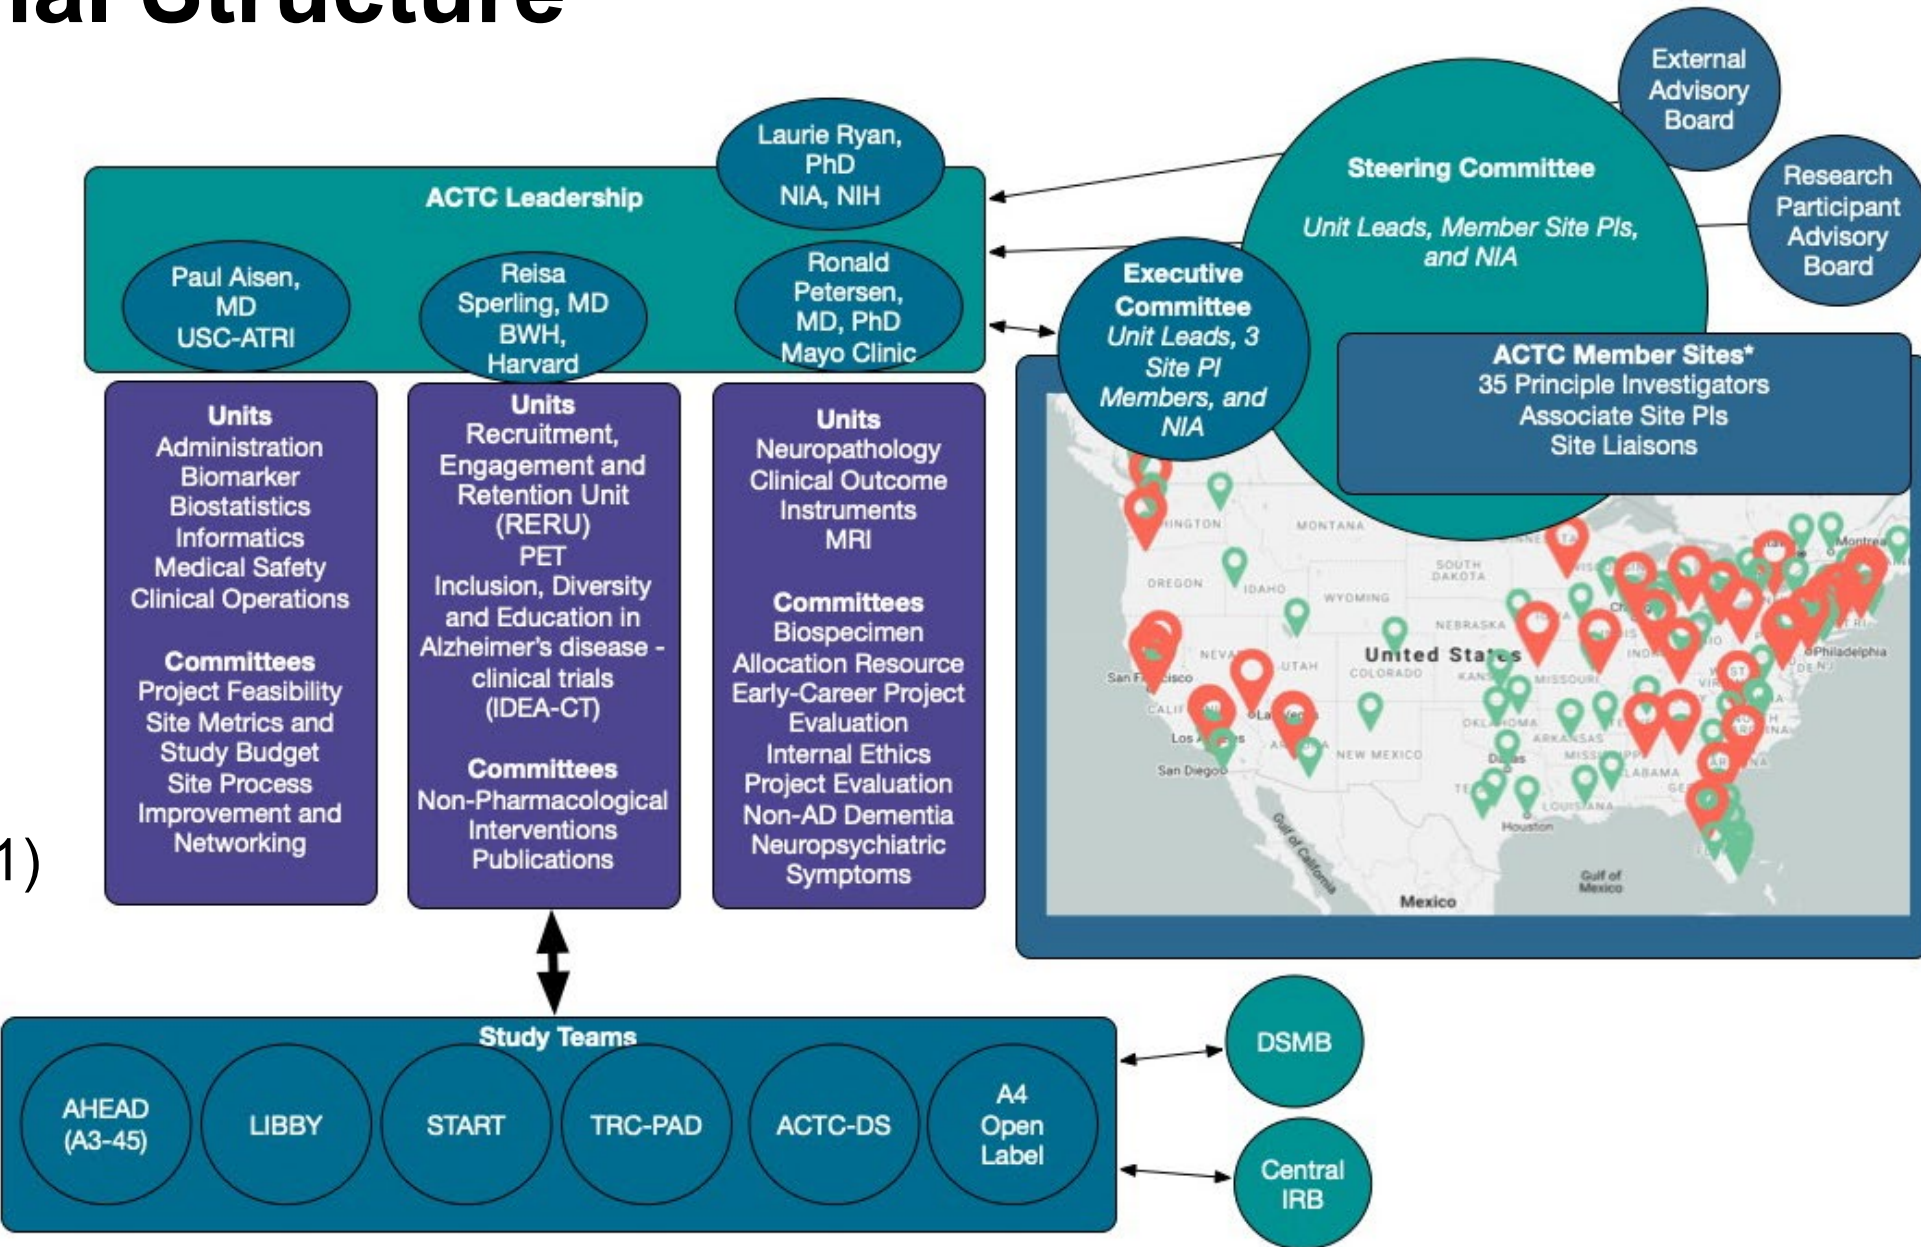 nal Structure
External
Advisory
Board
Research
Participant
Advisory
Board
Steering Committee
Unit Leads, Member Site PIs,
and NIA
Laurie Ryan,
PhD
NIA, NIH
ACTC Leadership
Paul Aisen,
MD
USC-ATRI
Reisa
Sperling, MD
BWH,
Harvard
Ronald
Petersen,
MD, PhD
Mayo Clinic
Executive
Committee
Unit Leads, 3
Site PI
Members, and
NIA
ACTC Member Sites*
35 Principle Investigators
Associate Site PIs
Site Liaisons
Units
Administration
Biomarker
Biostatistics
Informatics
Medical Safety
Clinical Operations
Committees
Project Feasibility
Site Metrics and
Study Budget
Site Process
Improvement and
Networking
Units
Recruitment,
Engagement and
Retention Unit
(RERU)
PET
Inclusion, Diversity
and Education in
Alzheimer's disease -
clinical trials
(IDEA-CT)
Committees
Non-Pharmacological
Interventions
Publications
Units
Neuropathology
Clinical Outcome
Instruments
MRI
Committees
Biospecimen
Allocation Resource
Early-Career Project
Evaluation
Internal Ethics
Project Evaluation
Non-AD Dementia
Neuropsychiatric
Symptoms
HINGTON
MONTANA
Montrea
OREGON
IDAHO
SOUTH
DAKOTA
WYOMING
NEBRASKA
United States
Philadelphia
UTAH
COLORADO
MISSOURI
OKLAHOMA
ARKANSAS
NEW MEXICO
San Diego
LABAMA
LOUISIANA
Houston
Gulf of California
Gulf of
Mexico
Mexico
1)
Study Teams
AHEAD
(A3-45)
LIBBY
START
TRC-PAD
ACTC-DS
A4
Open
Label
DSMB
Central
IRB